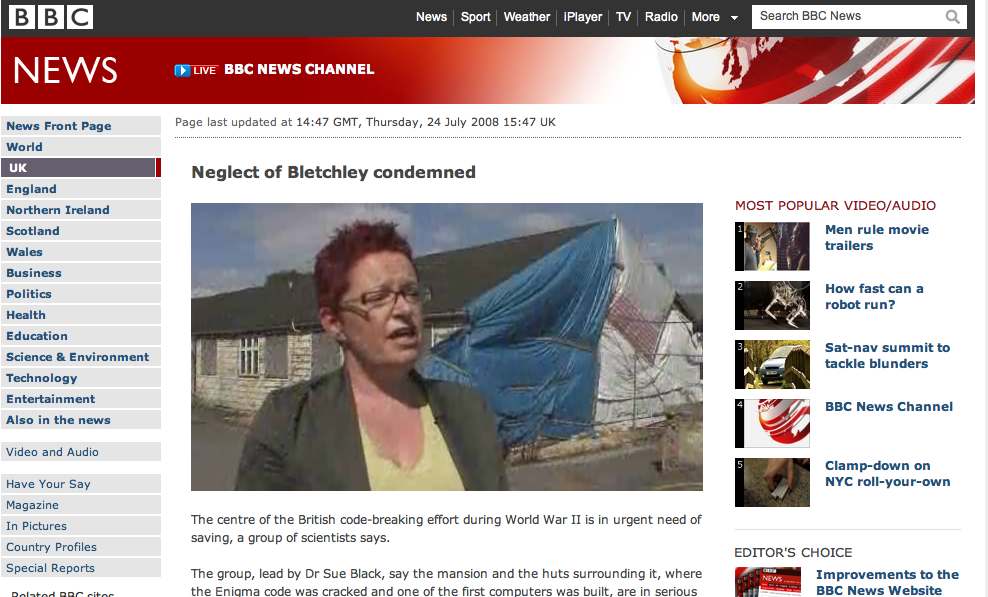 BBC
News Sport Weather iPlayer TV Radio More Search BBC News
NEWS
LIVE BBC NEWS CHANNEL
News Front Page
World
UK
England
Northern Ireland
Scotland
Wales
Business
Politics
Health
Education
Science & Environment
Technology
Entertainment
Also in the news
Video and Audio
Have Your Say
Magazine
In Pictures
Country Profiles
Special Reports
Related BBC sites
Page last updated at 14:47 GMT, Thursday, 24 July 2008 15:47 UK
Neglect of Bletchley condemned
The centre of the British code-breaking effort during World War II is in urgent need of
saving, a group of scientists says.
The group, lead by Dr Sue Black, say the mansion and the huts surrounding it, where
the Enigma code was cracked and one of the first computers was built, are in serious
MOST POPULAR VIDEO/AUDIO
1
Men rule movie
trailers
2
How fast can a
robot run?
3
Sat-nav summit to
tackle blunders
4
BBC News Channel
5
Clamp-down on
NYC roll-your-own
EDITOR'S CHOICE
BBC
NEWS
Improvements to the
BBC News Website